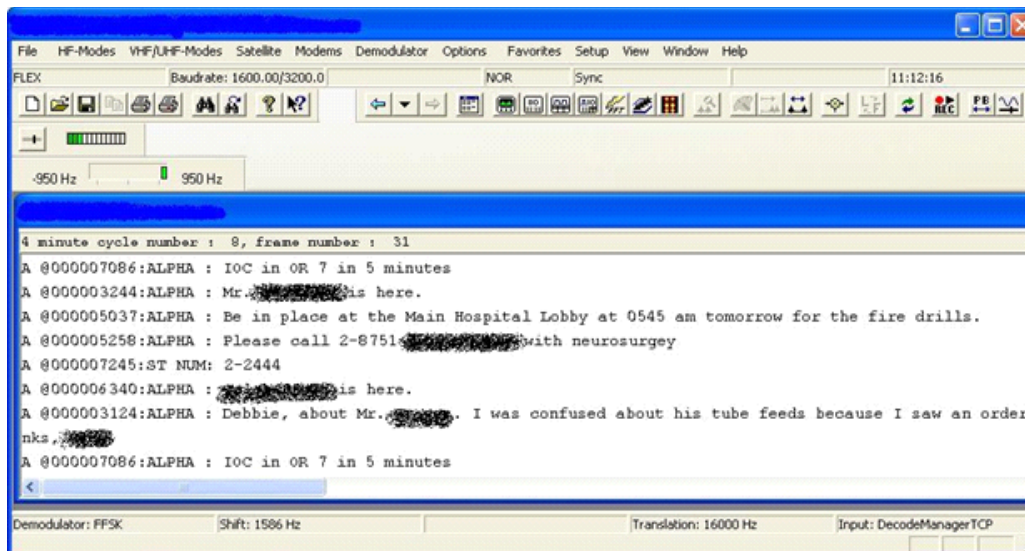 File HF-Modes VHF/UHF-Modes Satellite Modems Demodulator Options Favorites Setup View Window Help
FLEX Baudrate: 1600.00/3200.0 NOR Sync 11:12:16
-950 Hz 950 Hz
4 minute cycle number : 8, frame number : 31
A @000007086:ALPHA : IOC in OR 7 in 5 minutes
A @000003244:ALPHA : Mr. is here.
A @000005037:ALPHA : Be in place at the Main Hospital Lobby at 0545 am tomorrow for the fire drills.
A @000005258:ALPHA : Please call 2-8751 with neurosurgey
A @000007245:ST NUM: 2-2444
A @000006340:ALPHA : is here.
A @000003124:ALPHA : Debbie, about Mr. . I was confused about his tube feeds because I saw an order
nks,
A @000007086:ALPHA : IOC in OR 7 in 5 minutes
Demodulator: FFSK Shift: 1586 Hz Translation: 16000 Hz Input: DecodeManagerTCP